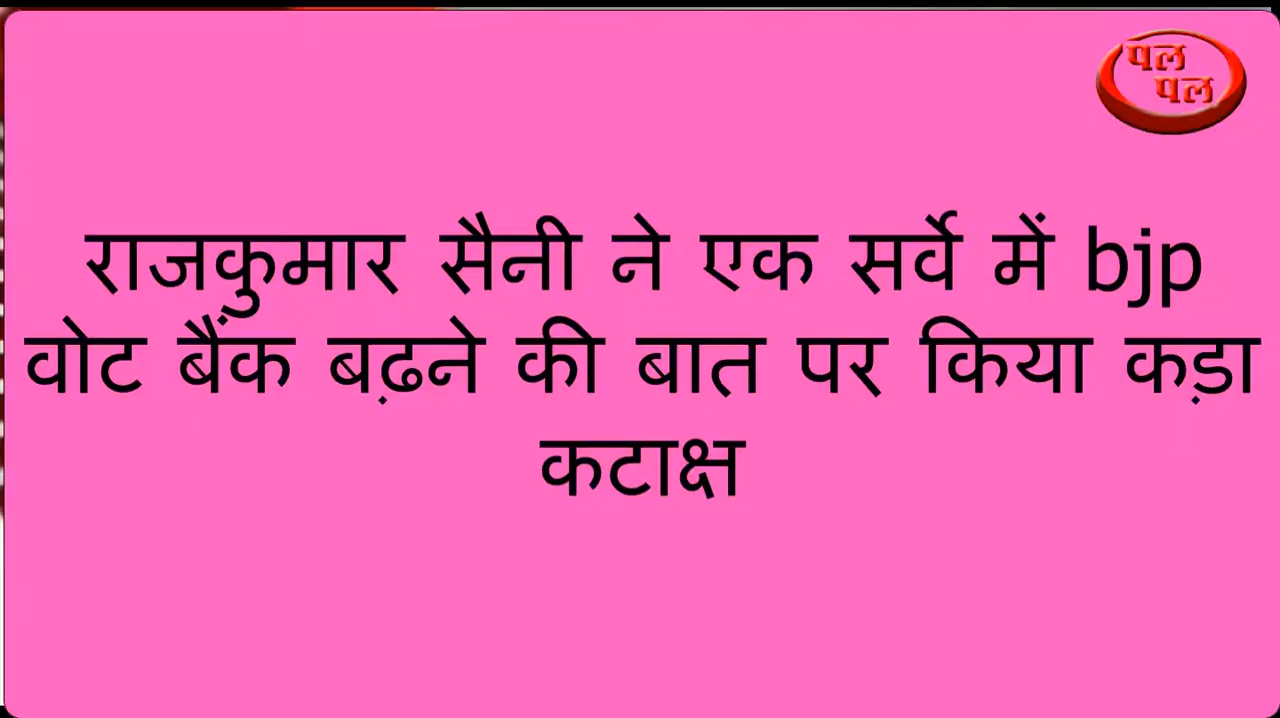 पल
पल
राजकुमार सैनी ने एक सर्वे में bjp
वोट बैंक बढ़ने की बात पर किया कड़ा
कटाक्ष